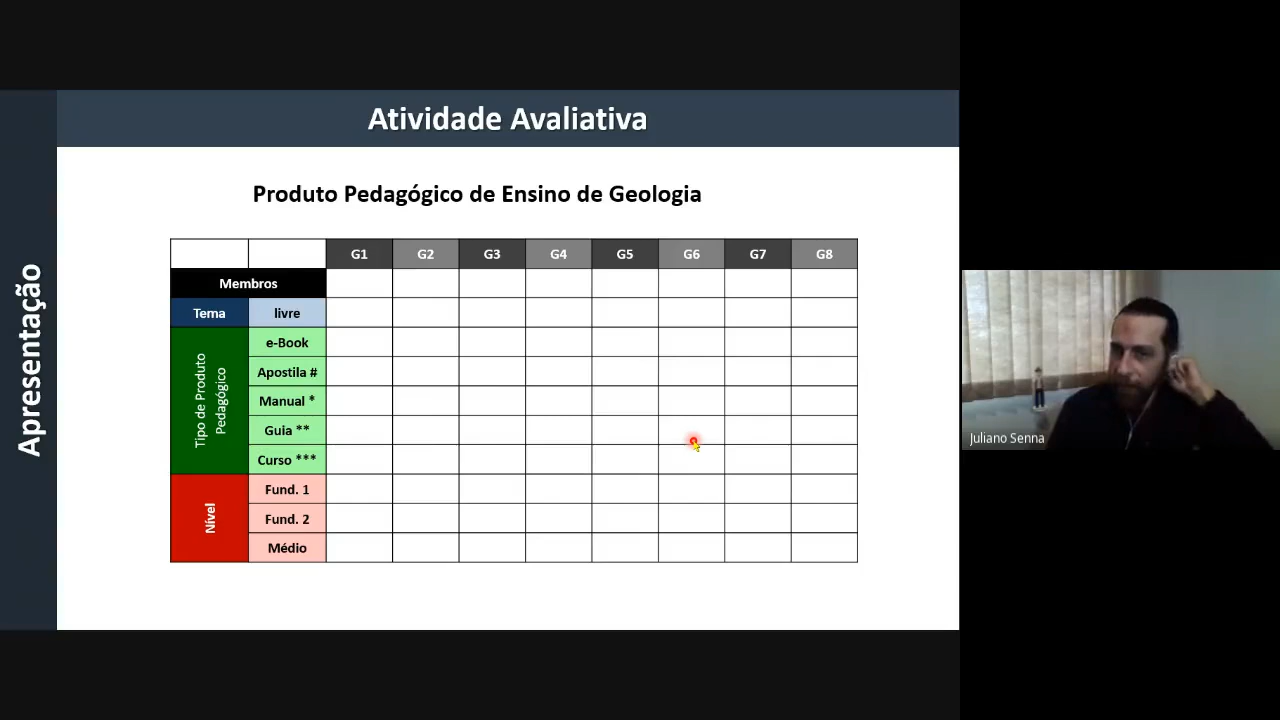 Atividade Avaliativa
Apresentação
Produto Pedagógico de Ensino de Geologia
G1 G2 G3 G4 G5 G6 G7 G8
Membros
Tema livre
Tipo de Produto
Pedagógico
e-Book
Apostila #
Manual *
Guia **
Curso ***
Nível
Fund. 1
Fund. 2
Médio
Juliano Senna